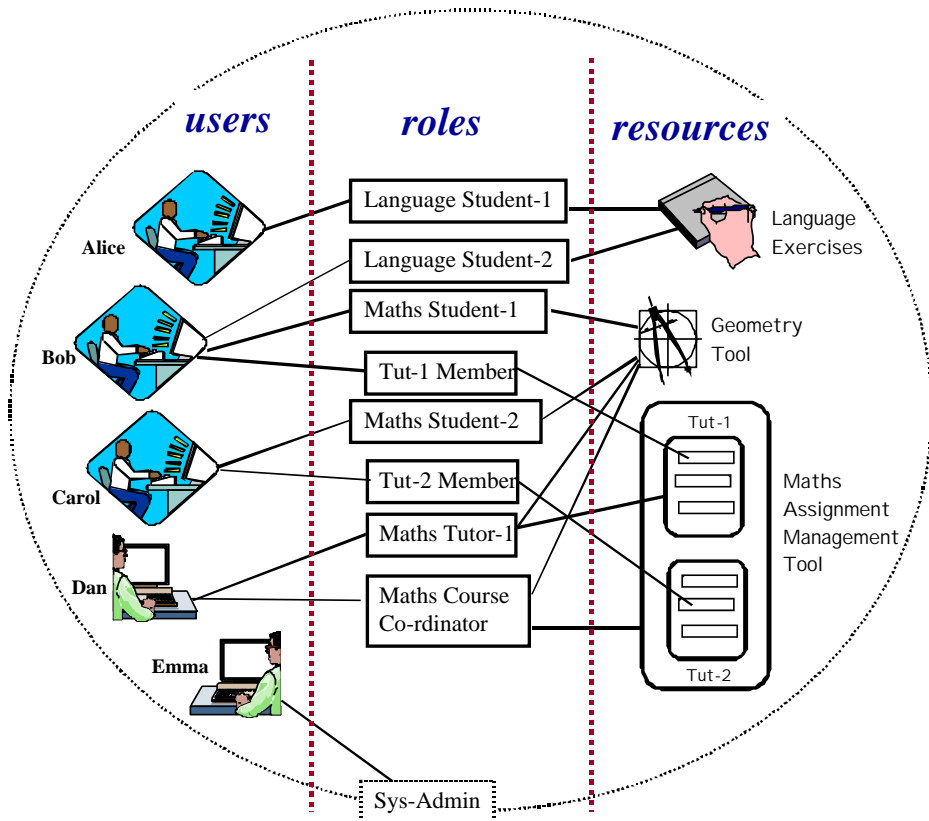 users
roles
resources
Alice
Language Student-1
Language
Exercises
Language Student-2
Bob
Maths Student-1
Geometry
Tool
Tut-1 Member
Maths Student-2
Tut-1
Carol
Tut-2 Member
Maths
Assignment
Management
Tool
Maths Tutor-1
Dan
Maths Course
Co-rdinator
Emma
Tut-2
Sys-Admin